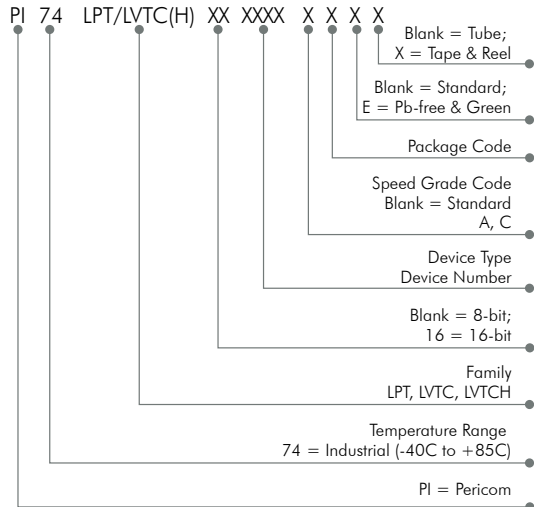 PI 74 LPT/LVTC(H) XX XXXX X X X X
Blank = Tube;
X = Tape & Reel
Blank = Standard;
E = Pb-free & Green
Package Code
Speed Grade Code
Blank = Standard
A, C
Device Type
Device Number
Blank = 8-bit;
16 = 16-bit
Family
LPT, LVTC, LVTCH
Temperature Range
74 = Industrial (-40C to +85C)
PI = Pericom